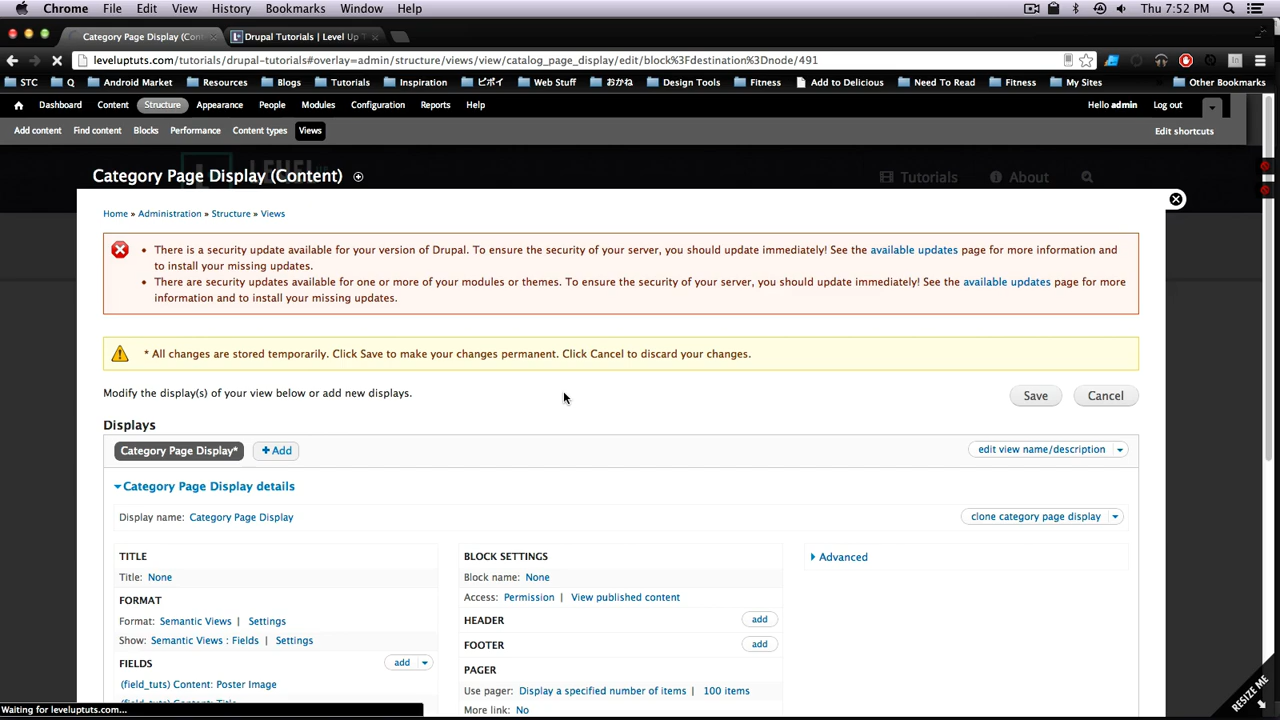 Chrome File Edit View History Bookmarks Window Help Thu 7:52 PM
Category Page Display (Con Drupal Tutorials | Level Up T
leveluptuts.com/tutorials/drupal-tutorials#overlay=admin/structure/views/view/catalog_page_display/edit/block%3Fdestination%3Dnode/491
STC Q Android Market Resources Blogs Tutorials Inspiration ビボイ Web Stuff おかね Design Tools Fitness Add to Delicious Need To Read Fitness My Sites Other Bookmarks
Dashboard Content Structure Appearance People Modules Configuration Reports Help Hello admin Log out
Add content Find content Blocks Performance Content types Views Edit shortcuts
Category Page Display (Content) Tutorials About
Home » Administration » Structure » Views
There is a security update available for your version of Drupal. To ensure the security of your server, you should update immediately! See the available updates page for more information and
to install your missing updates.
There are security updates available for one or more of your modules or themes. To ensure the security of your server, you should update immediately! See the available updates page for more
information and to install your missing updates.
* All changes are stored temporarily. Click Save to make your changes permanent. Click Cancel to discard your changes.
Modify the display(s) of your view below or add new displays. Save Cancel
Displays
Category Page Display* + Add edit view name/description
Category Page Display details
Display name: Category Page Display clone category page display
TITLE BLOCK SETTINGS Advanced
Title: None Block name: None
FORMAT Access: Permission | View published content
Format: Semantic Views | Settings HEADER add
Show: Semantic Views : Fields | Settings FOOTER add
FIELDS add PAGER
(field_tuts) Content: Poster Image Use pager: Display a specified number of items | 100 items
(field_tuts) Content: Title More link: No
Waiting for leveluptuts.com...
RESIZE ME